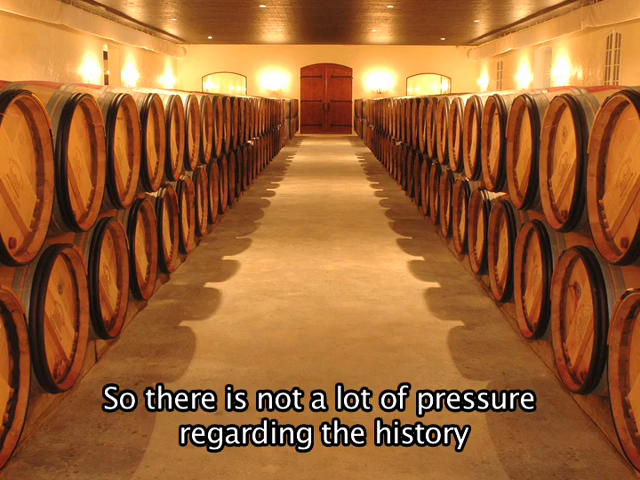 So there is not a lot of pressure
regarding the history